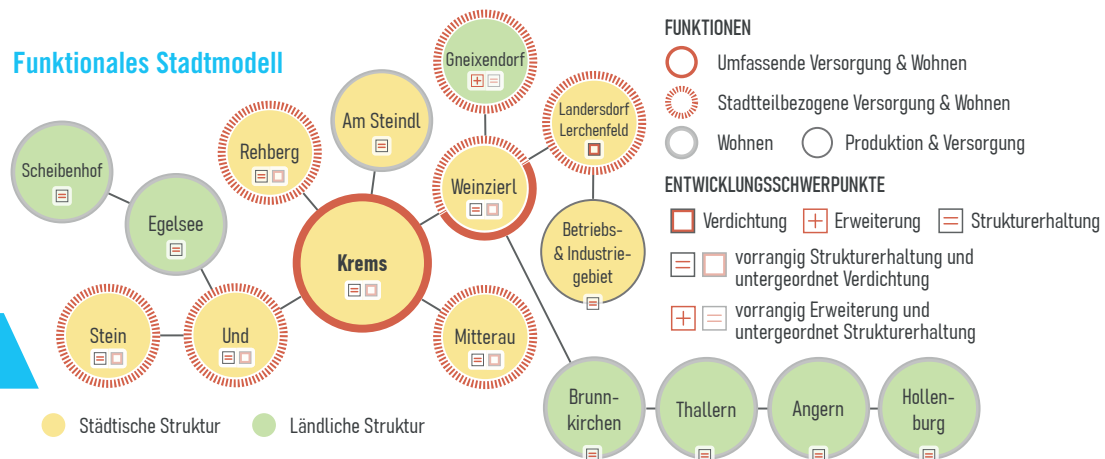 Funktionales Stadtmodell
Gneixendorf
Landersdorf
Lerchenfeld
Am Steindl
Rehberg
Scheibenhof
Weinzierl
Egelsee
Betriebs-
& Industrie-
gebiet
Krems
Stein
Und
Mitterau
Brunn-
kirchen
Thallern
Angern
Hollen-
burg
Städtische Struktur
Ländliche Struktur
FUNKTIONEN
Umfassende Versorgung & Wohnen
Stadtteilbezogene Versorgung & Wohnen
Wohnen
Produktion & Versorgung
ENTWICKLUNGSSCHWERPUNKTE
Verdichtung
Erweiterung
Strukturerhaltung
vorrangig Strukturerhaltung und
untergeordnet Verdichtung
vorrangig Erweiterung und
untergeordnet Strukturerhaltung